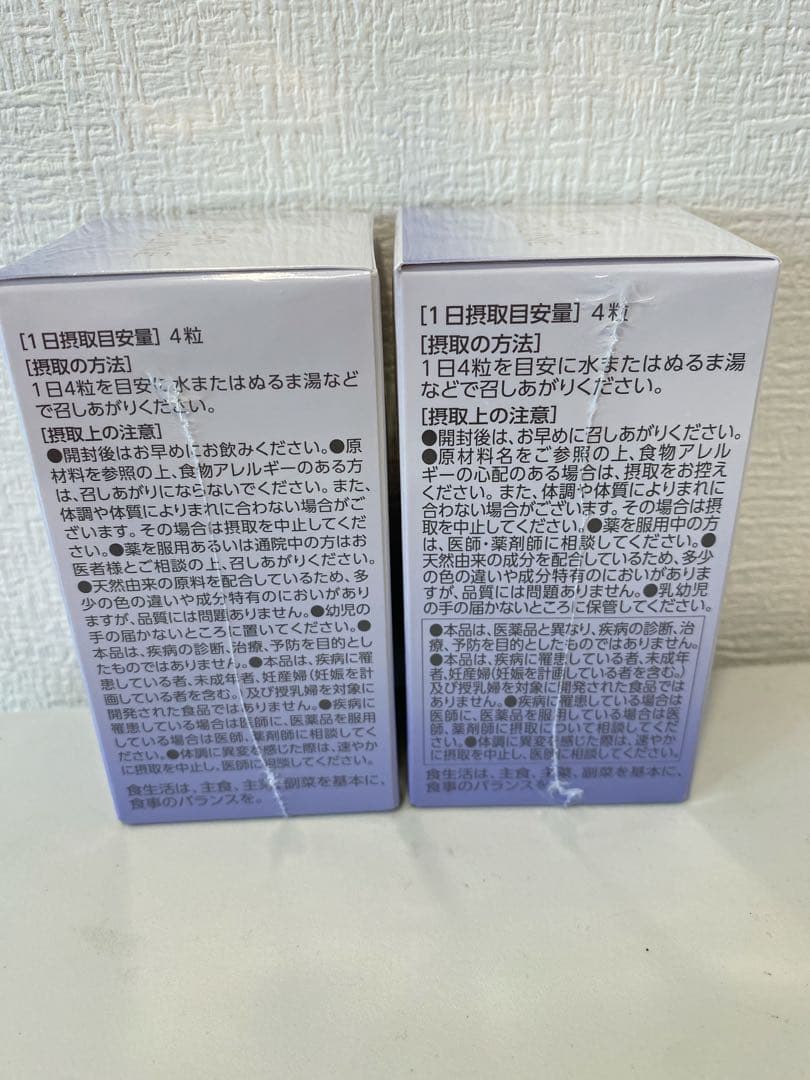 [1日摂取目安量] 4粒
[摂取の方法]
1日4粒を目安に水またはぬるま湯など
で召しあがりください。
[摂取上の注意]
●開封後はお早めにお飲みください。●原
材料を参照の上、食物アレルギーのある方
は、召しあがりにならないでください。また、
体調や体質によりまれに合わない場合がご
ざいます。その場合は摂取を中止してくだ
さい。●薬を服用あるいは通院中の方はお
医者様とご相談の上、召しあがりください。
●天然由来の原料を配合しているため、多
少の色の違いや成分特有のにおいがあり
ますが、品質には問題ありません。●幼児の
手の届かないところに置いてください。●
本品は、疾病の診断、治療、予防を目的とし
たものではありません。●本品は、疾病に罹
患している者、未成年者、妊産婦(妊娠を計
画している者を含む。)及び授乳婦を対象に
開発された食品ではありません。●疾病に
罹患している場合は医師に、医薬品を服用
している場合は医師、薬剤師に相談してく
ださい。●体調に異変を感じた際は、速やか
に摂取を中止し、医師に相談してください。
食生活は、主食、主菜、副菜を基本に、
食事のバランスを。
[1日摂取目安量] 4粒
[摂取の方法]
1日4粒を目安に水またはぬるま湯
などで召しあがりください。
[摂取上の注意]
●開封後は、お早めに召しあがりください。
●原材料名をご参照の上、食物アレル
ギーの心配のある場合は、摂取をお控え
ください。また、体調や体質によりまれに
合わない場合がございます。その場合は摂
取を中止してください。●薬を服用中の方
は、医師・薬剤師に相談してください。●
天然由来の成分を配合しているため、多少
の色の違いや成分特有のにおいがありま
すが、品質には問題ありません。●乳幼児
の手の届かないところに保管してください。
●本品は、医薬品と異なり、疾病の診断、治
療、予防を目的としたものではありません。
●本品は、疾病に罹患している者、未成年
者、妊産婦(妊娠を計画している者を含む。)
及び授乳婦を対象に開発された食品では
ありません。●疾病に罹患している場合は
医師に、医薬品を服用している場合は医
師、薬剤師に摂取について相談してくださ
い。●体調に異変を感じた際は、速やか
に摂取を中止し、医師に相談してください。
食生活は、主食、主菜、副菜を基本に、
食事のバランスを。